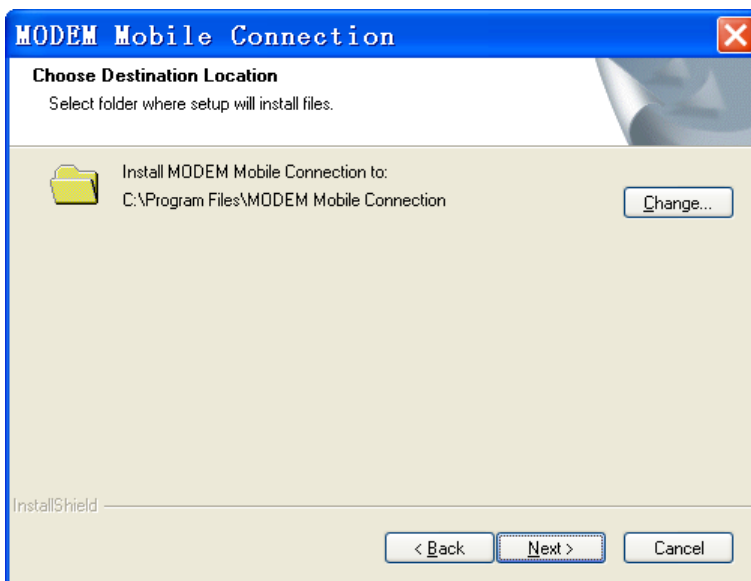 MODEM Mobile Connection
Choose Destination Location
Select folder where setup will install files.
Install MODEM Mobile Connection to:
C:\Program Files\MODEM Mobile Connection
Change...
InstallShield
< Back
Next >
Cancel